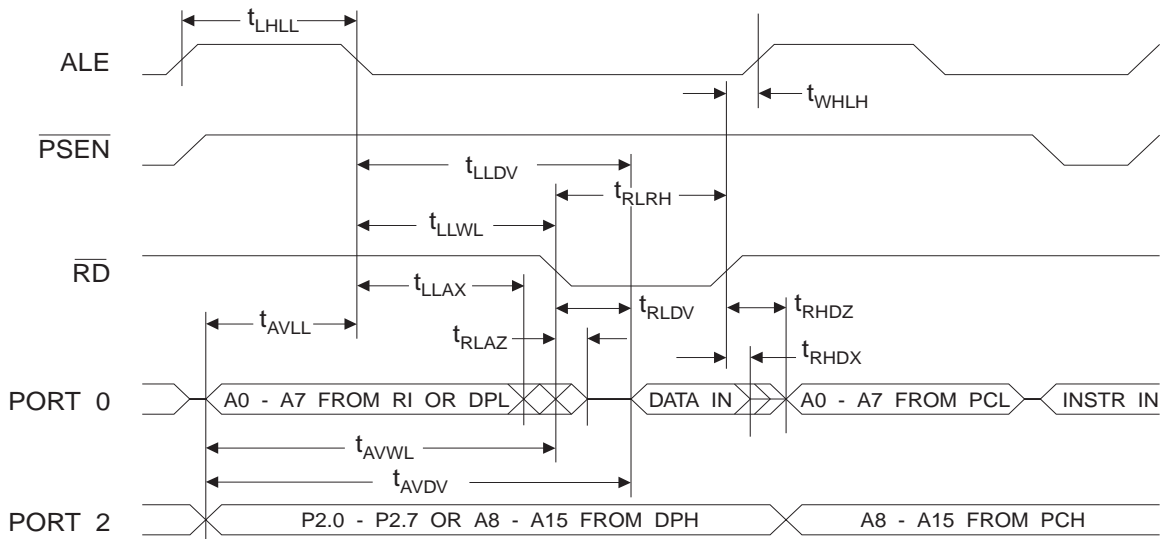 tLHLL
ALE
tWHLH
PSEN
tLLDV
tRLRH
tLLWL
RD
tLLAX
tRLDV
tRHDZ
tAVLL
tRLAZ
tRHDX
PORT 0
A0 - A7 FROM RI OR DPL
DATA IN
A0 - A7 FROM PCL
INSTR IN
tAVWL
tAVDV
PORT 2
P2.0 - P2.7 OR A8 - A15 FROM DPH
A8 - A15 FROM PCH